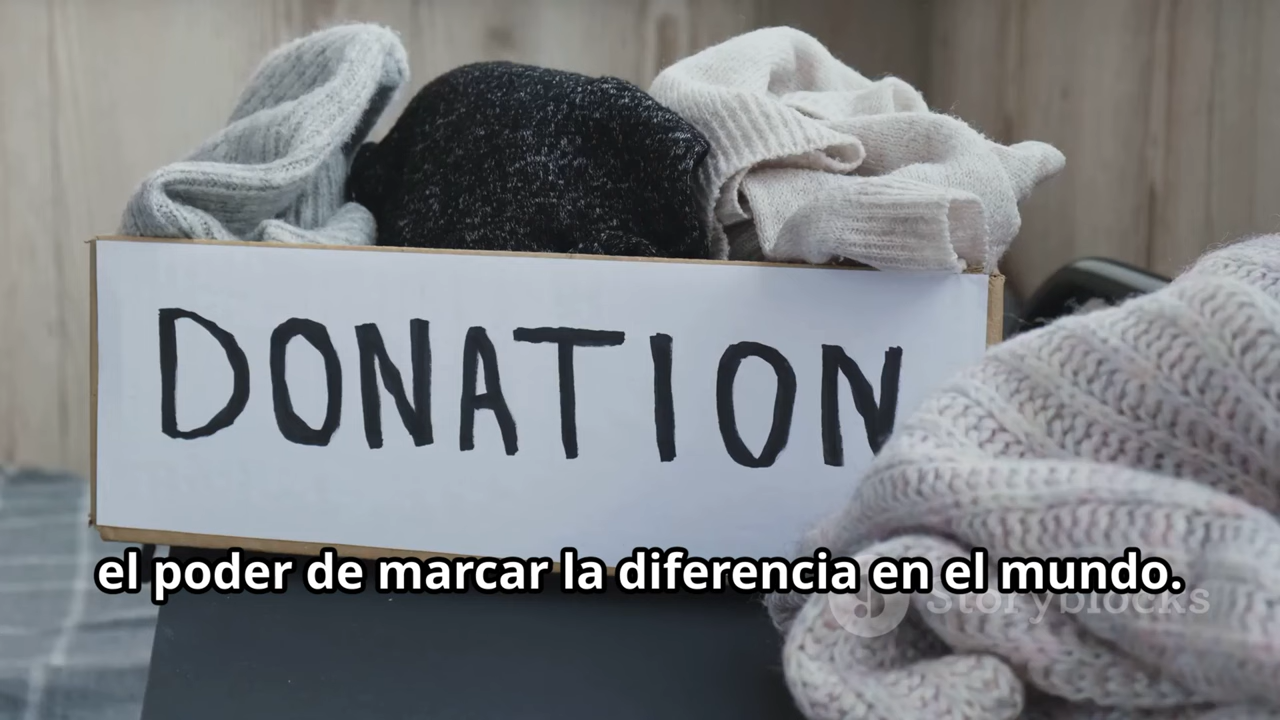 DONATION
el poder de marcar la diferencia en el mundo.
Storyblocks